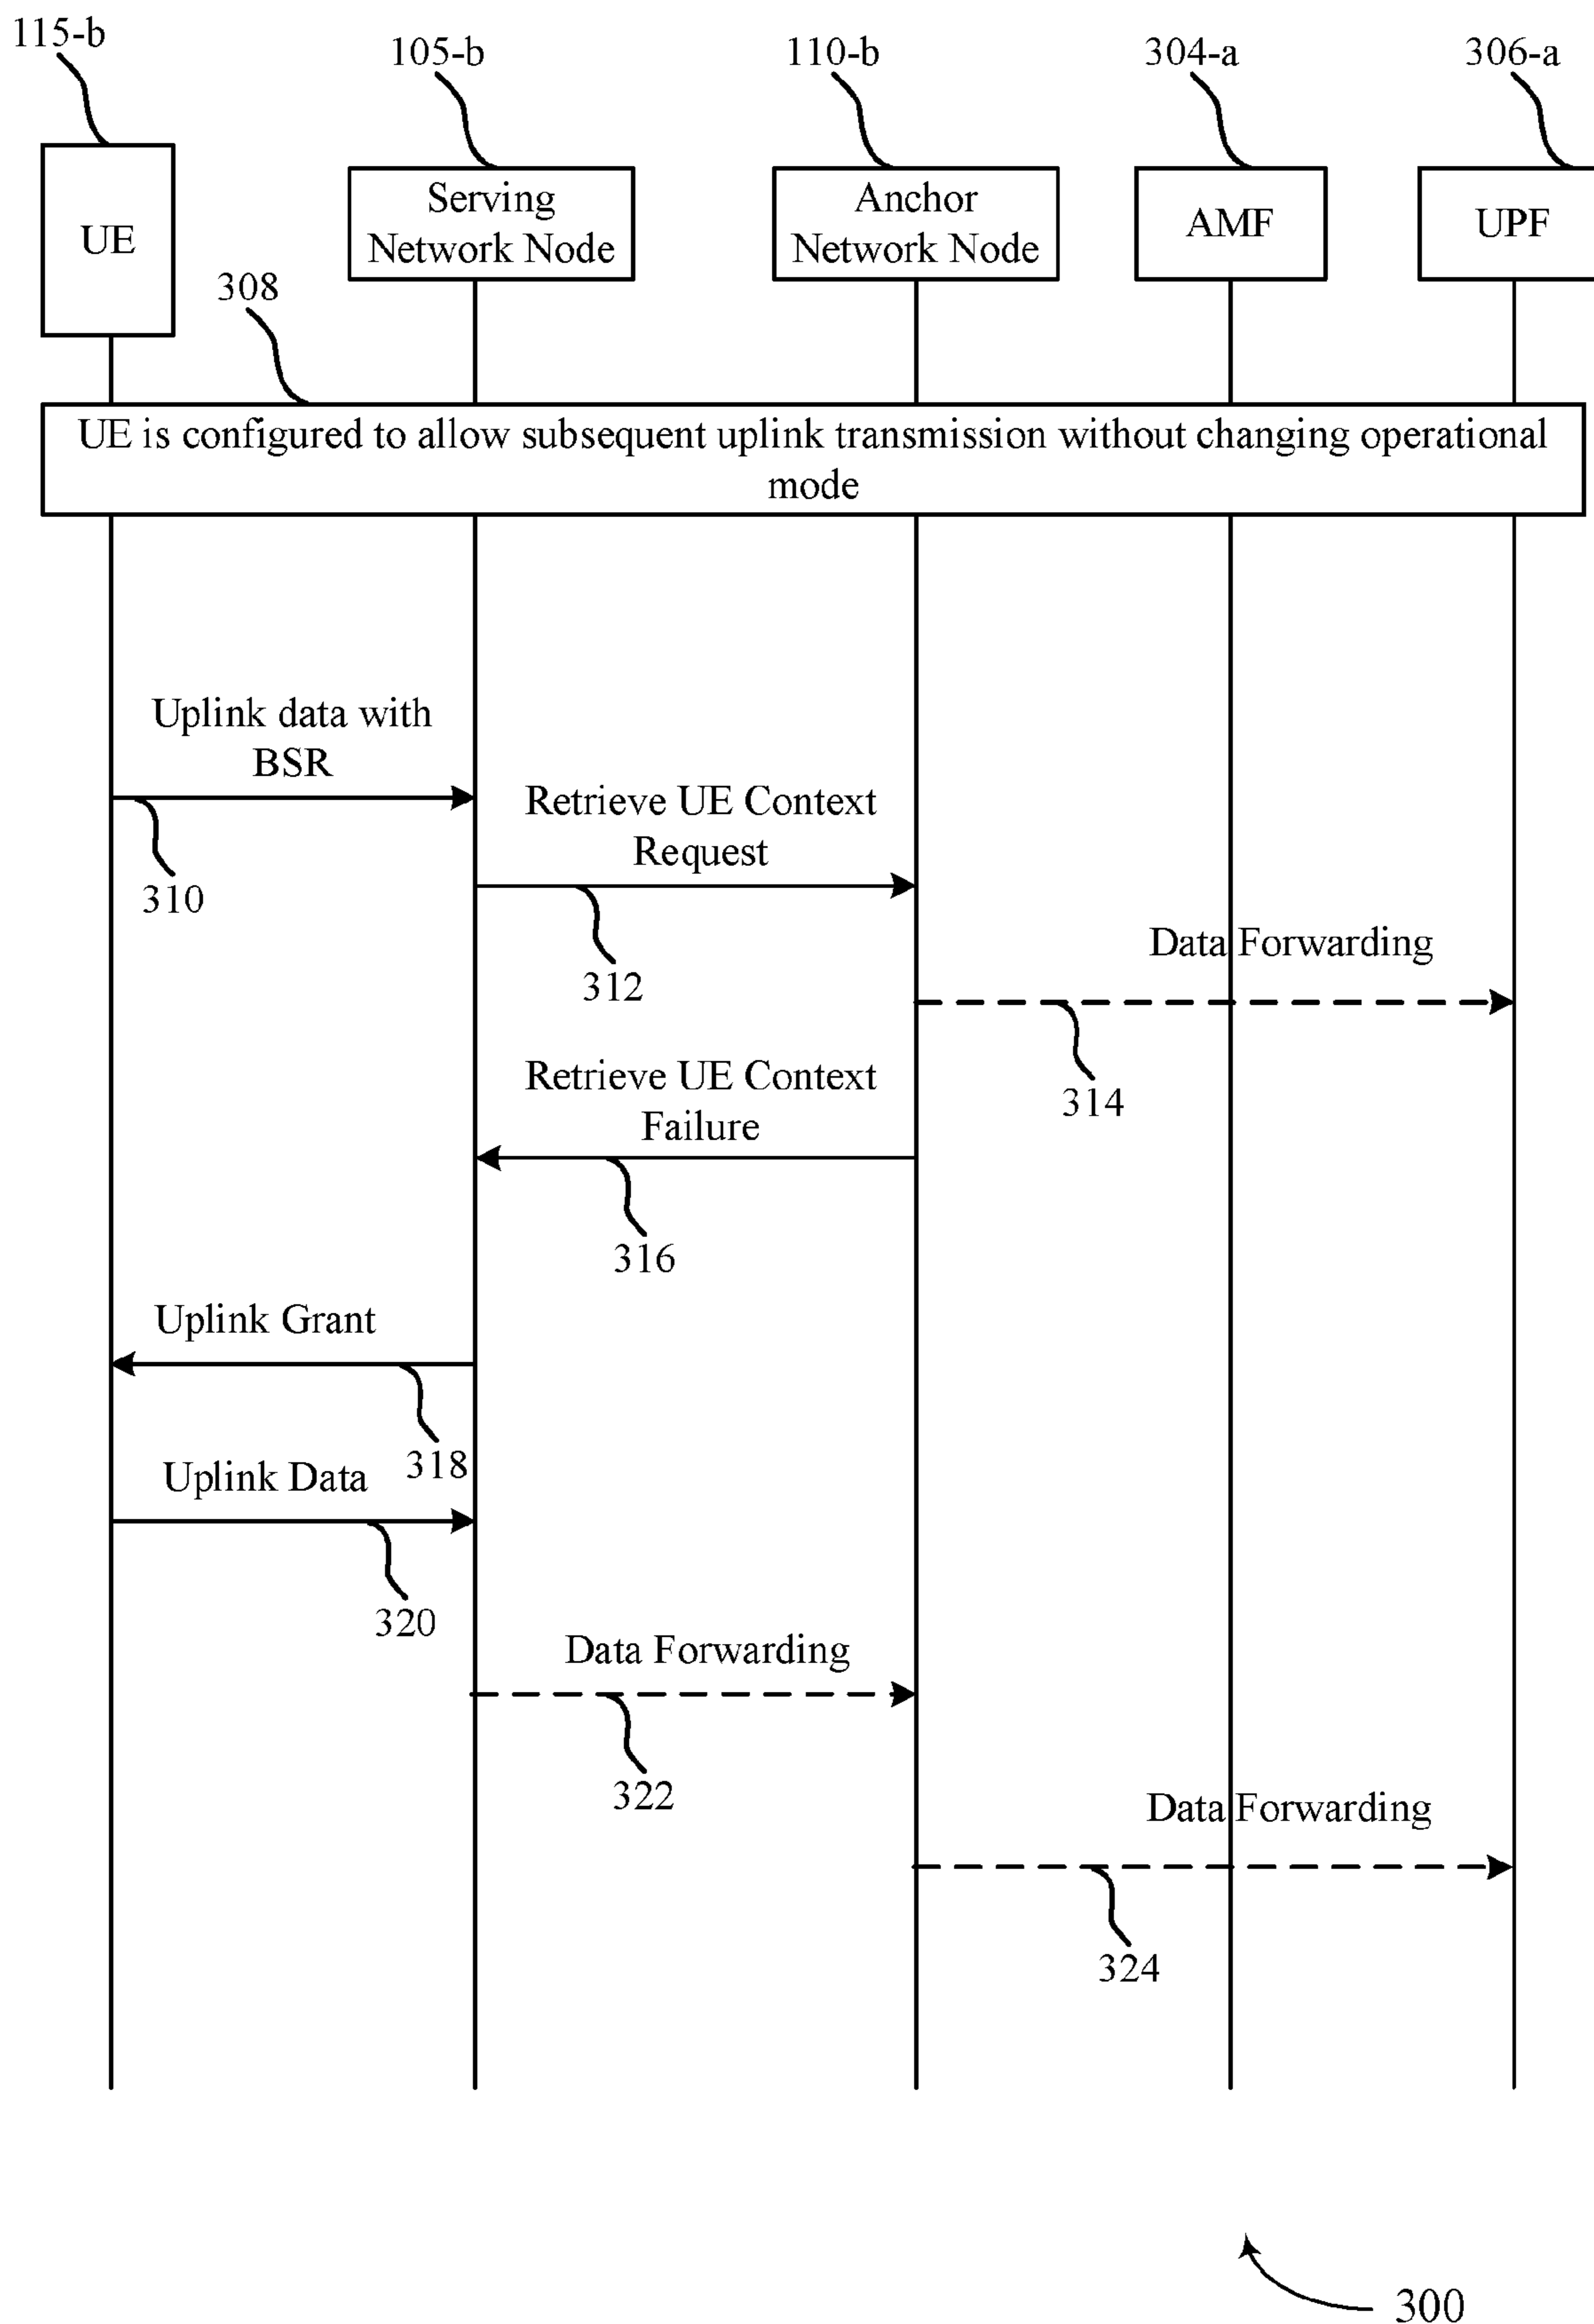 115-b
105-b
110-b
304-a
306-a
UE
Serving
Network Node
Anchor
Network Node
AMF
UPF
308
UE is configured to allow subsequent uplink transmission without changing operational
mode
Uplink data with
BSR
310
Retrieve UE Context
Request
312
Data Forwarding
314
Retrieve UE Context
Failure
316
Uplink Grant
318
Uplink Data
320
Data Forwarding
322
Data Forwarding
324
300